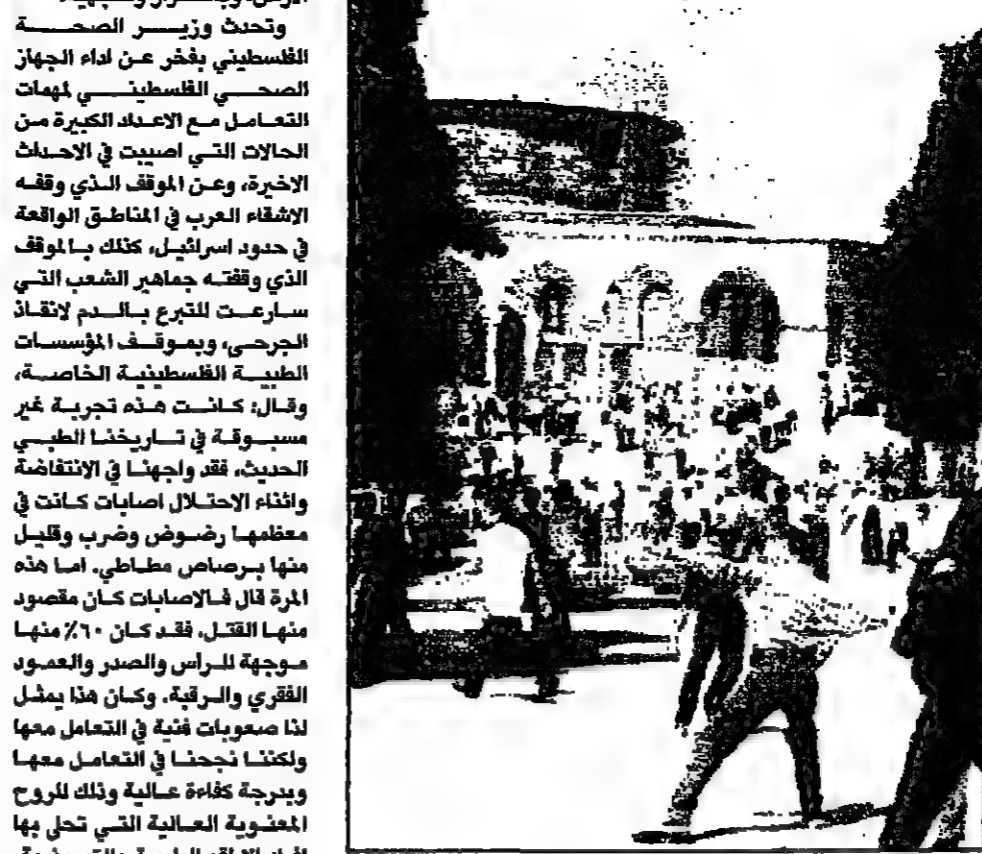 وتحدث وزير الصحة
الفلسطيني بفخر عن اداء الجهاز
الصحي الفلسطيني لمهمات
التعامل مع الاعداد الكبيرة من
الحالات التي اصيبت في الاحداث
الاخيرة، وعن الموقف الذي وقفه
الاشقاء العرب في المناطق الواقعة
في حدود اسرائيل، كذلك بالموقف
الذي وقفته جماهير الشعب التي
سارعت للتبرع بالدم لانقاذ
الجرحى، وبموقف المؤسسات
الطبية الفلسطينية الخاصة،
وقال: كانت هذه تجربة غير
مسبوقة في تاريخنا الطبي
الحديث، فقد واجهنا في الانتفاضة
واثناء الاحتلال اصابات كانت في
معظمها رضوض وضرب وقليل
منها برصاص مطاطي. اما هذه
المرة قال فالاصابات كان مقصود
منها القتل، فقد كان ٦٠٪ منها
موجهة للراس والصدر والعمود
الفقري والرقبة. وكان هذا يمثل
لنا صعوبات فنية في التعامل معها
ولكننا نجحنا في التعامل معها
وبدرجة كفاءة عالية وذلك للروح
المعنوية العالية التي تحلى بها